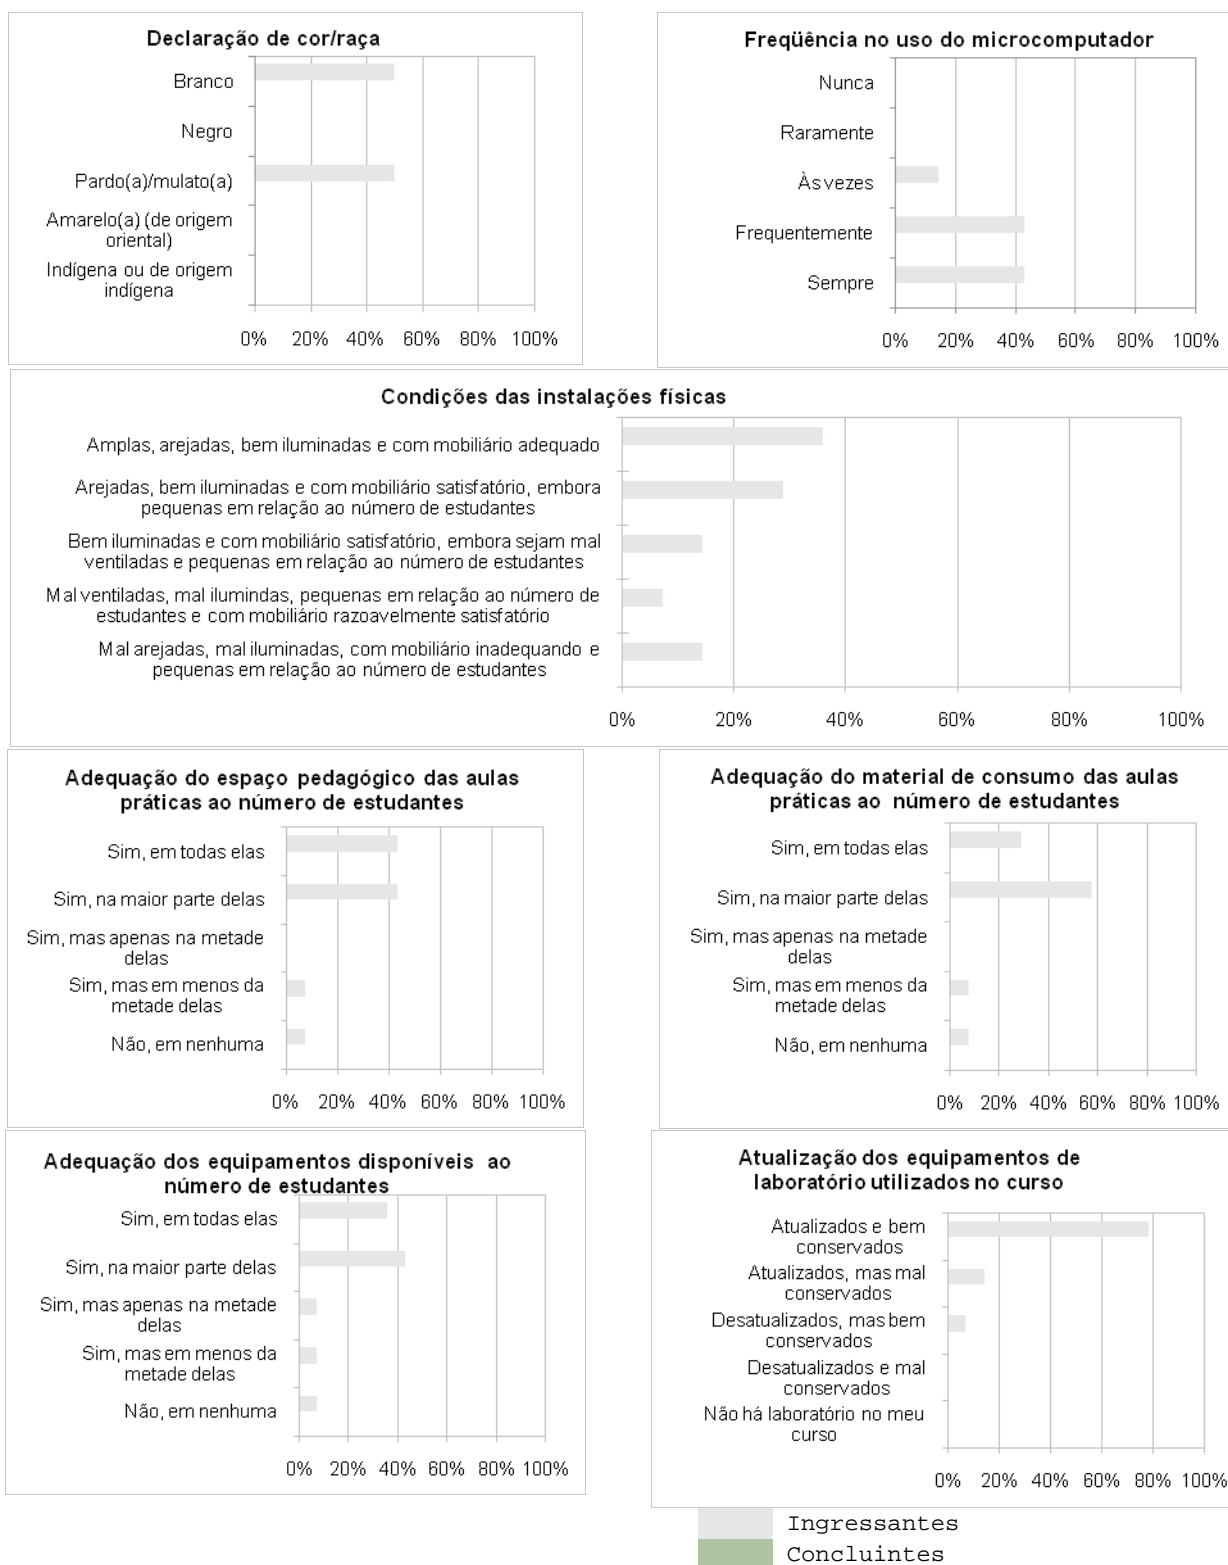 Declaração de cor/raça
Branco
Negro
Pardo(a)/mulato(a)
Amarelo(a) (de origem
oriental)
Indígena ou de origem
indígena
0% 20% 40% 60% 80% 100%
Freqüência no uso do microcomputador
Nunca
Raramente
Às vezes
Frequentemente
Sempre
0% 20% 40% 60% 80% 100%
Condições das instalações físicas
Amplas, arejadas, bem iluminadas e com mobiliário adequado
Arejadas, bem iluminadas e com mobiliário satisfatório, embora
pequenas em relação ao número de estudantes
Bem iluminadas e com mobiliário satisfatório, embora sejam mal
ventiladas e pequenas em relação ao número de estudantes
Mal ventiladas, mal ilumindas, pequenas em relação ao número de
estudantes e com mobiliário razoavelmente satisfatório
Mal arejadas, mal iluminadas, com mobiliário inadequando e
pequenas em relação ao número de estudantes
0% 20% 40% 60% 80% 100%
Adequação do espaço pedagógico das aulas
práticas ao número de estudantes
Sim, em todas elas
Sim, na maior parte delas
Sim, mas apenas na metade
delas
Sim, mas em menos da
metade delas
Não, em nenhuma
0% 20% 40% 60% 80% 100%
Adequação do material de consumo das aulas
práticas ao número de estudantes
Sim, em todas elas
Sim, na maior parte delas
Sim, mas apenas na metade
delas
Sim, mas em menos da
metade delas
Não, em nenhuma
0% 20% 40% 60% 80% 100%
Adequação dos equipamentos disponíveis ao
número de estudantes
Sim, em todas elas
Sim, na maior parte delas
Sim, mas apenas na metade
delas
Sim, mas em menos da
metade delas
Não, em nenhuma
0% 20% 40% 60% 80% 100%
Atualização dos equipamentos de
laboratório utilizados no curso
Atualizados e bem
conservados
Atualizados, mas mal
conservados
Desatualizados, mas bem
conservados
Desatualizados e mal
conservados
Não há laboratório no meu
curso
0% 20% 40% 60% 80% 100%
Ingressantes
Concluintes